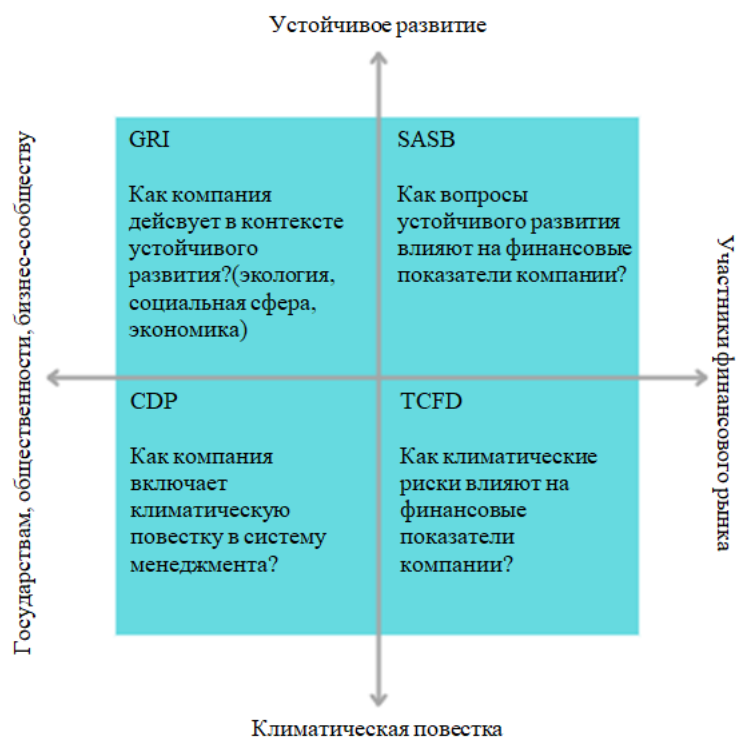 Устойчивое развитие
Государствам, общественности, бизнес-сообществу
GRI
Как компания
дейсвует в контексте
устойчивого
развития?(экология,
социальная сфера,
экономика)
SASB
Как вопросы
устойчивого развития
влияют на финансовые
показатели компании?
Участники финансового рынка
CDP
Как компания
включает
климатическую
повестку в систему
менеджмента?
TCFD
Как климатические
риски влияют на
финансовые
показатели
компании?
Климатическая повестка